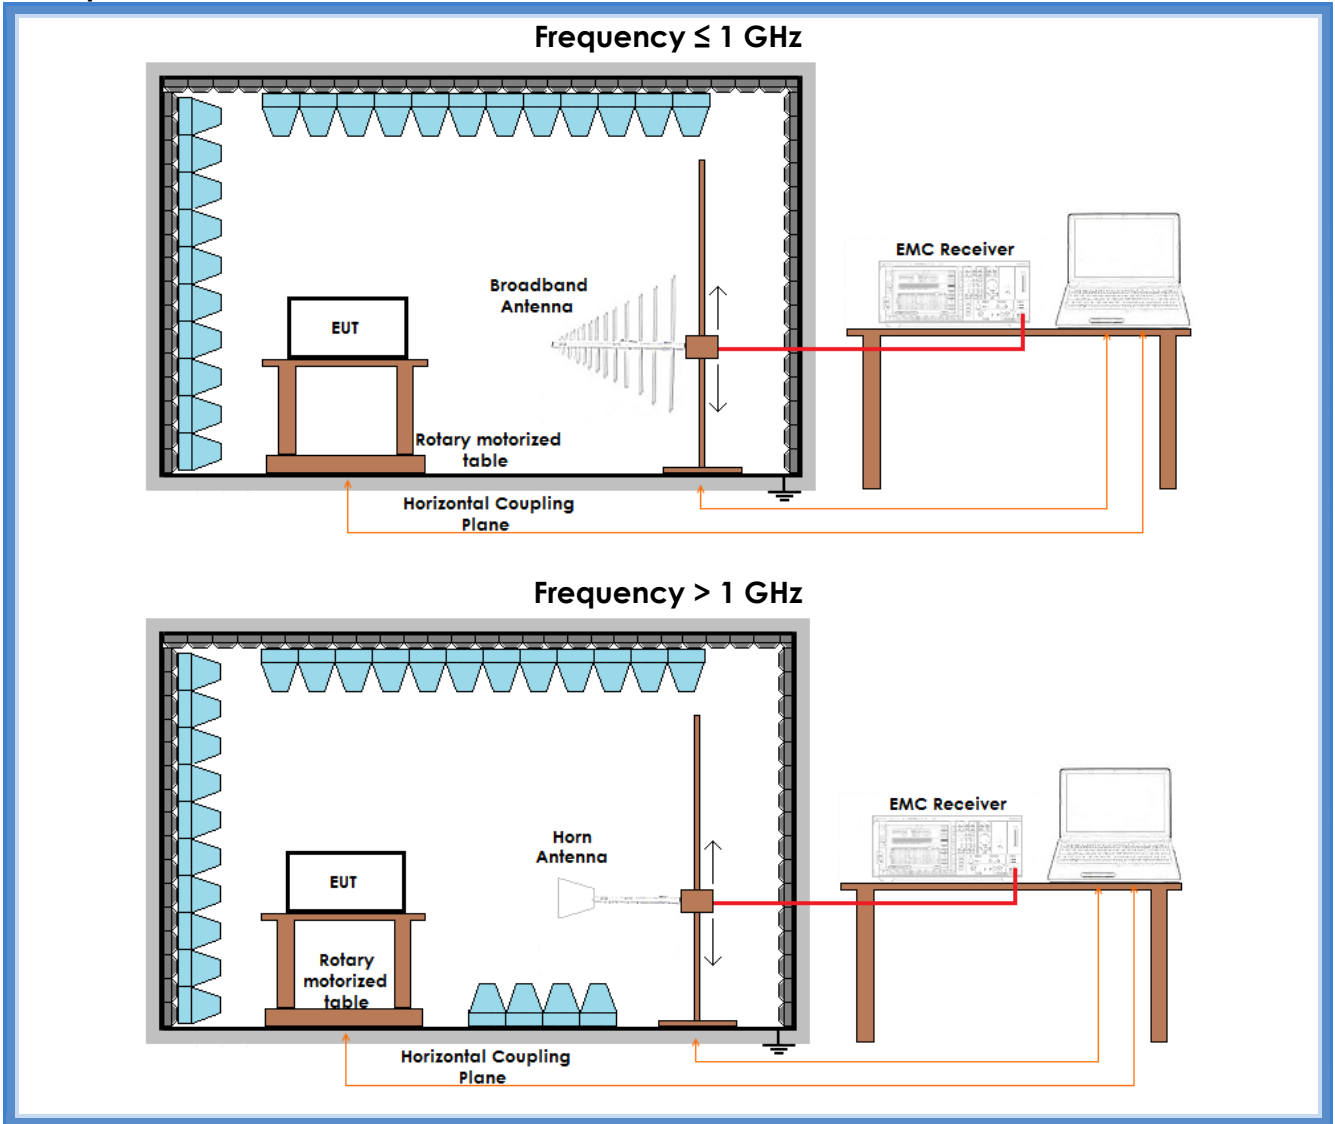 Frequency ≤ 1 GHz
EMC Receiver
Broadband
Antenna
EUT
Rotary motorized
table
Horizontal Coupling
Plane
Frequency > 1 GHz
EMC Receiver
Horn
Antenna
EUT
Rotary
motorized
table
Horizontal Coupling
Plane